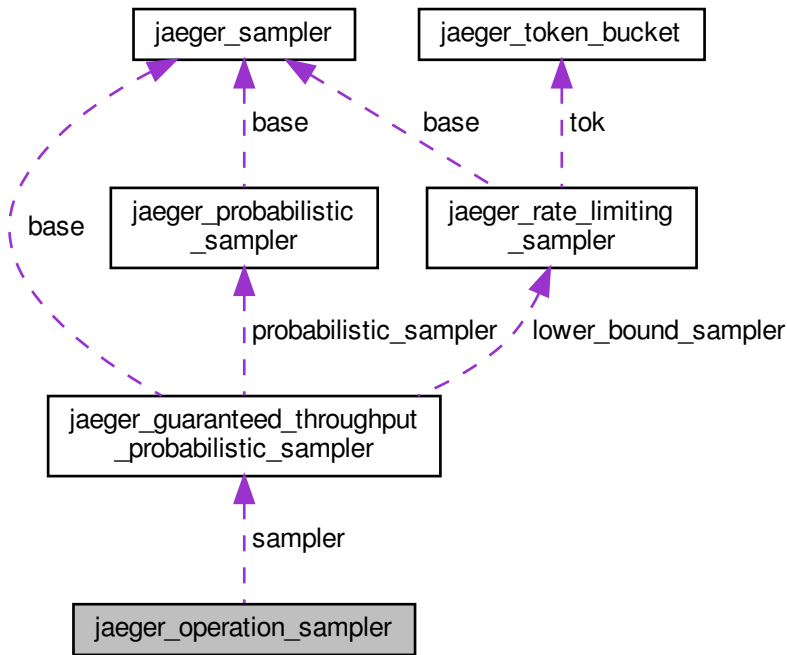 jaeger_sampler
jaeger_token_bucket
base
base
tok
jaeger_probabilistic
_sampler
jaeger_rate_limiting
_sampler
base
probabilistic_sampler
lower_bound_sampler
jaeger_guaranteed_throughput
_probabilistic_sampler
sampler
jaeger_operation_sampler